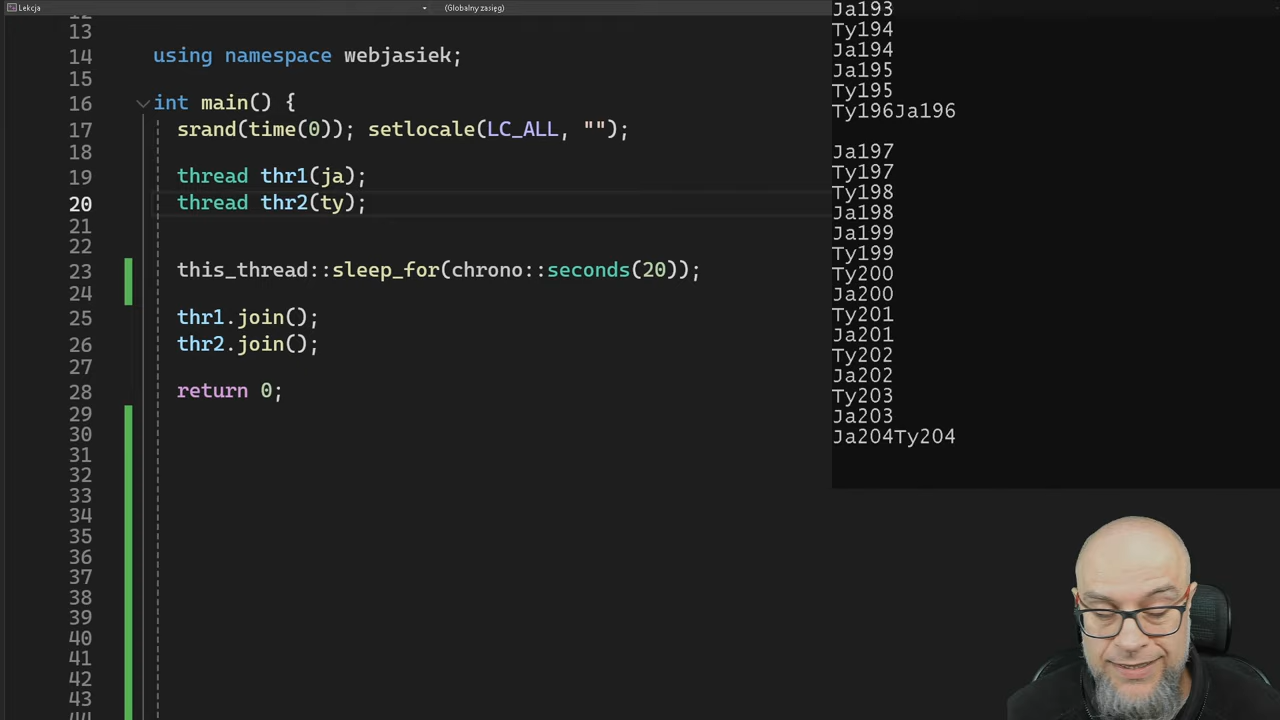 Lekcja
(Globalny zasięg)
13
14 using namespace webjasiek;
15
16 int main() {
17 srand(time(0)); setlocale(LC_ALL, "");
18
19 thread thr1(ja);
20 thread thr2(ty);
21
22
23 this_thread::sleep_for(chrono::seconds(20));
24
25 thr1.join();
26 thr2.join();
27
28 return 0;
29
30
31
32
33
34
35
36
37
38
39
40
41
42
43
Ja193
Ty194
Ja194
Ja195
Ty195
Ty196Ja196
Ja197
Ty197
Ty198
Ja198
Ja199
Ty199
Ty200
Ja200
Ty201
Ja201
Ty202
Ja202
Ty203
Ja203
Ja204Ty204